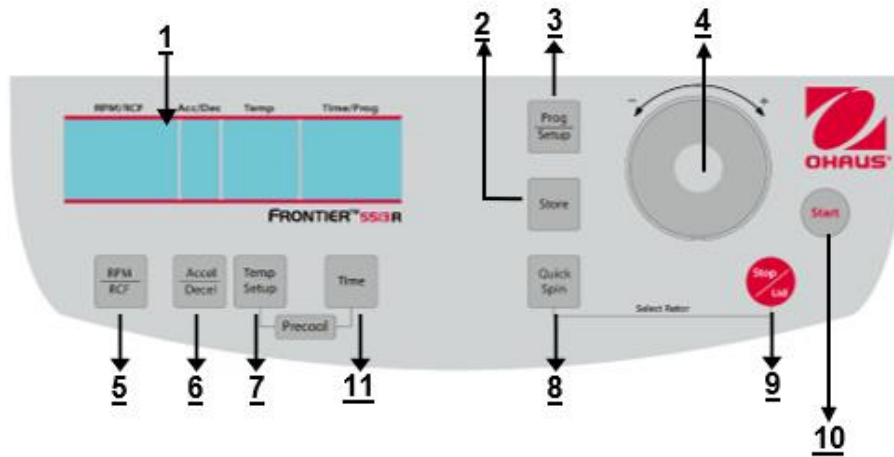 2
3
4
1
RPM/RCF Acc/Dec Temp Time/Prog
Prog
Setup
- +
OHAUS
Store
FRONTIER™ 5513 R
Start
RPM
RCF
Accel
Decel
Temp
Setup
Time
Quick
Spin
Stop
Lid
Precool
Select Rotor
5
6
7
11
8
9
10